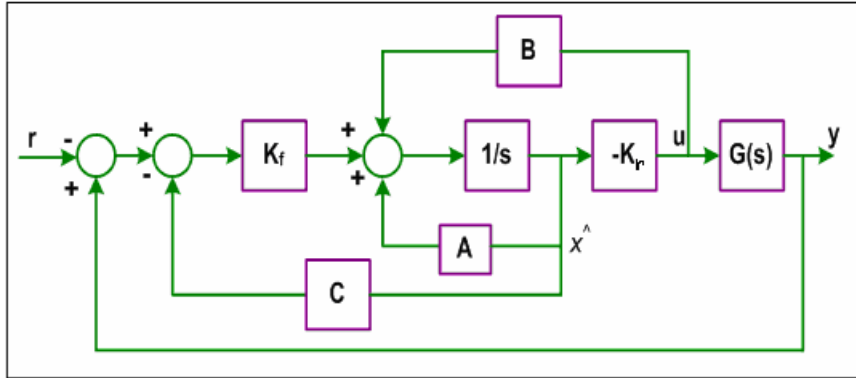 B
r - + - + K_f + + 1/s -K_r u G(s) y
A x^
C